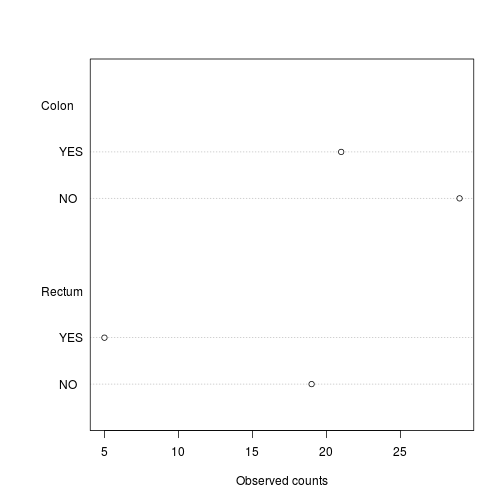 Colon
YES
NO
Rectum
YES
NO
5 10 15 20 25
Observed counts